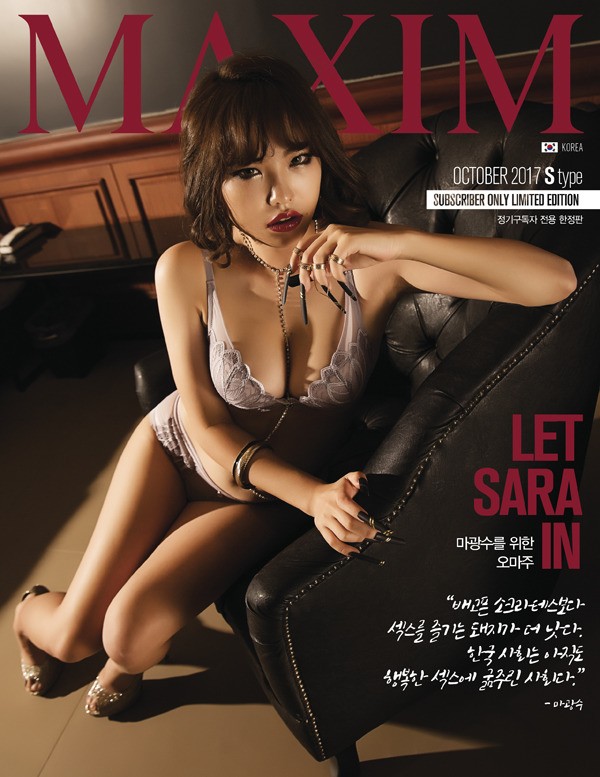 MAXIM
KOREA
OCTOBER 2017 S type
SUBSCRIBER ONLY LIMITED EDITION
정기구독자 전용 한정판
LET
SARA
IN
마광수를 위한
오마주
"배고픈 소크라테스보다
섹스를 즐기는 돼지가 더 낫다.
한국 사회는 아직도
행복한 섹스에 굶주린 사회다."
- 마광수